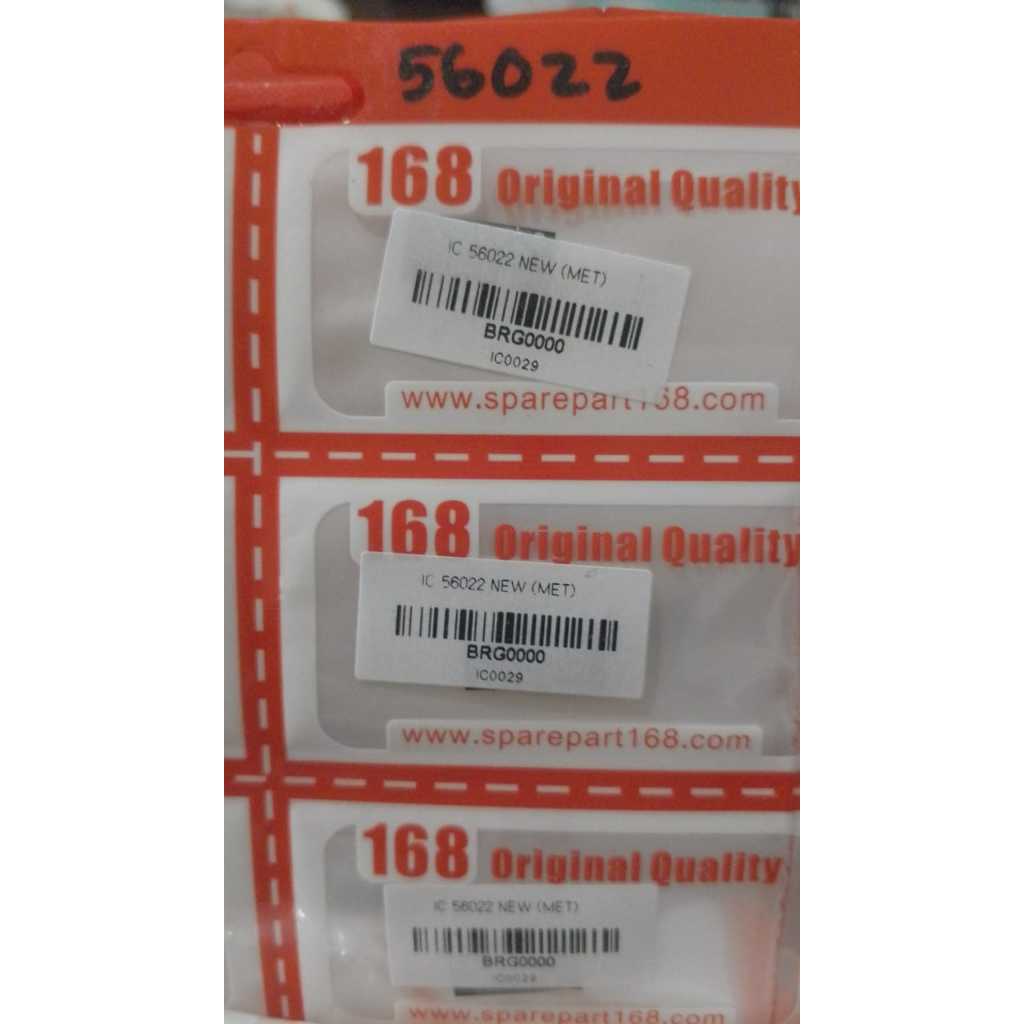 56022
168 Original Quality
IC 56022 NEW (MET)
BRG0000
IC0029
www.sparepart168.com
168 Original Quality
IC 56022 NEW (MET)
BRG0000
IC0029
www.sparepart168.com
168 Original Quality
IC 56022 NEW (MET)
BRG0000
IC0029
www.sparepart168.com